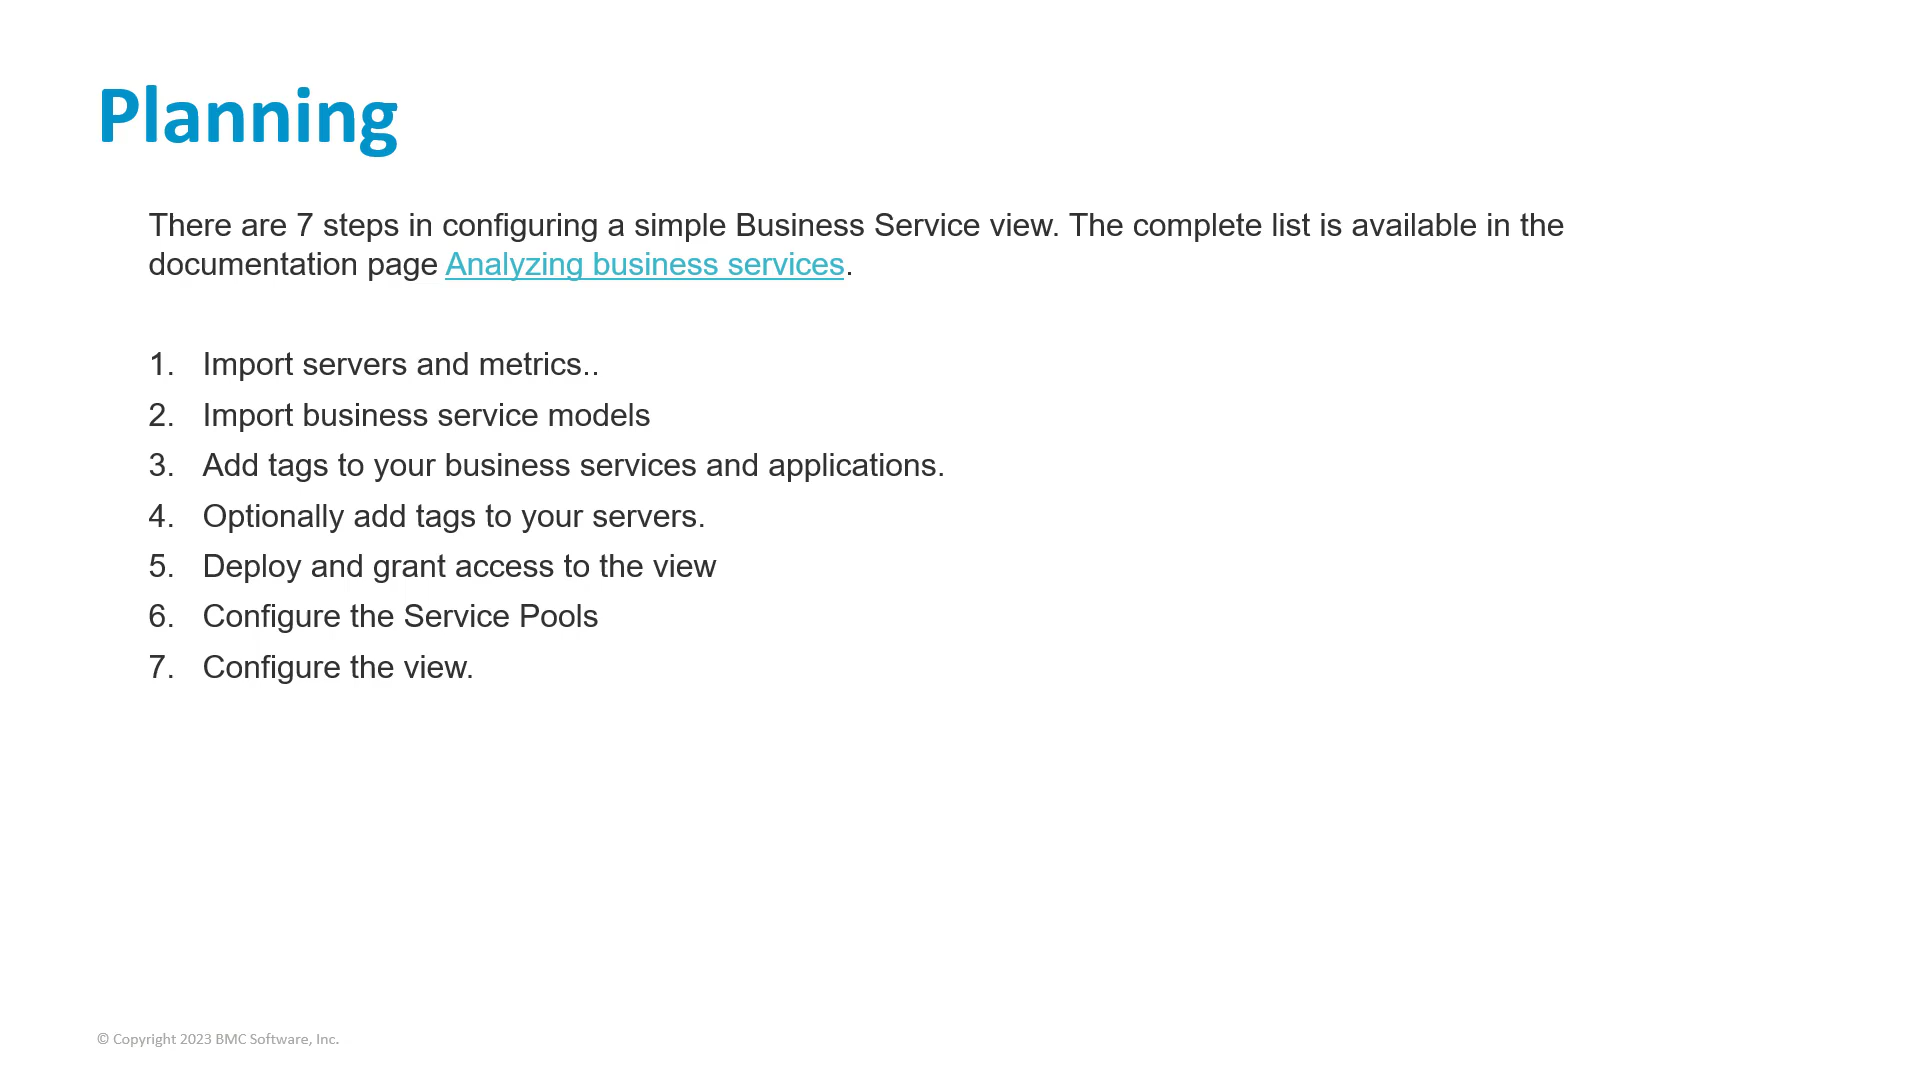 Planning
There are 7 steps in configuring a simple Business Service view. The complete list is available in the
documentation page Analyzing business services.
1. Import servers and metrics..
2. Import business service models
3. Add tags to your business services and applications.
4. Optionally add tags to your servers.
5. Deploy and grant access to the view
6. Configure the Service Pools
7. Configure the view.
© Copyright 2023 BMC Software, Inc.